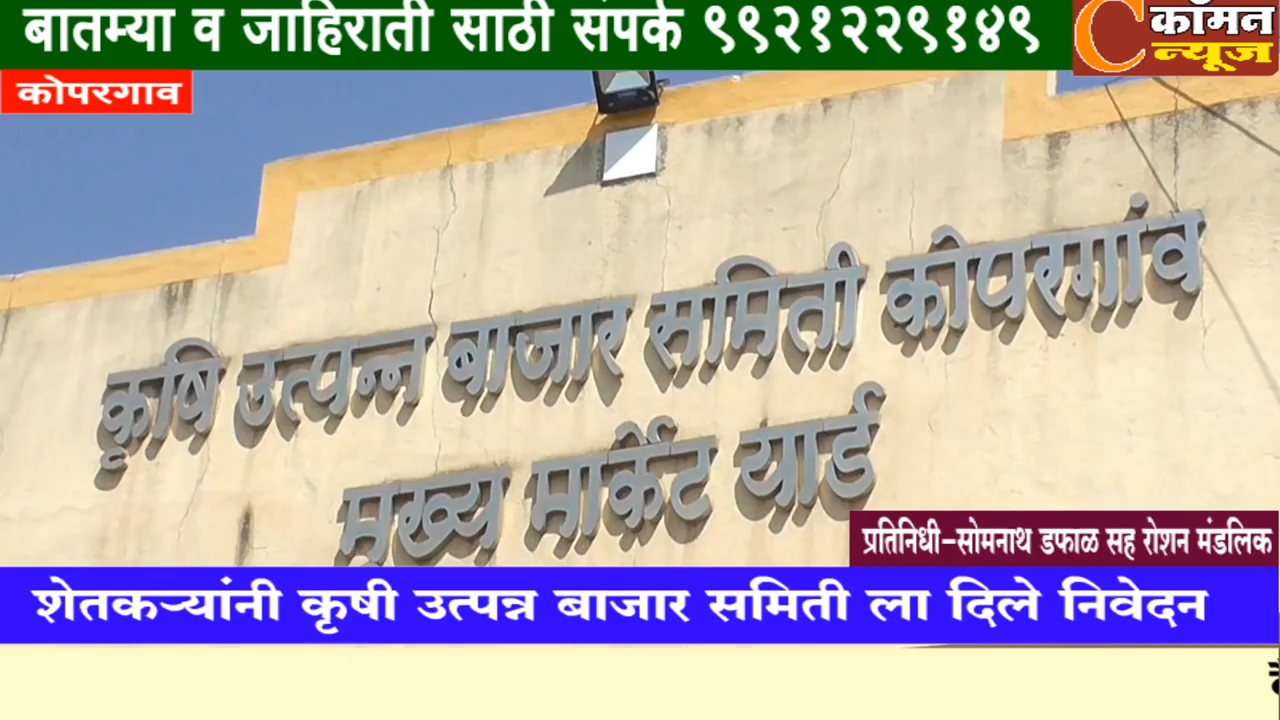 बातम्या व जाहिराती साठी संपर्क ९९२१२२९१४९
कॉमन
न्यूज
कोपरगाव
कृषि उत्पन्न बाजार समिती कोपरगांव
मुख्य मार्केट यार्ड
प्रतिनिधी-सोमनाथ डफाळ सह रोशन मंडलिक
शेतकऱ्यांनी कृषी उत्पन्न बाजार समिती ला दिले निवेदन